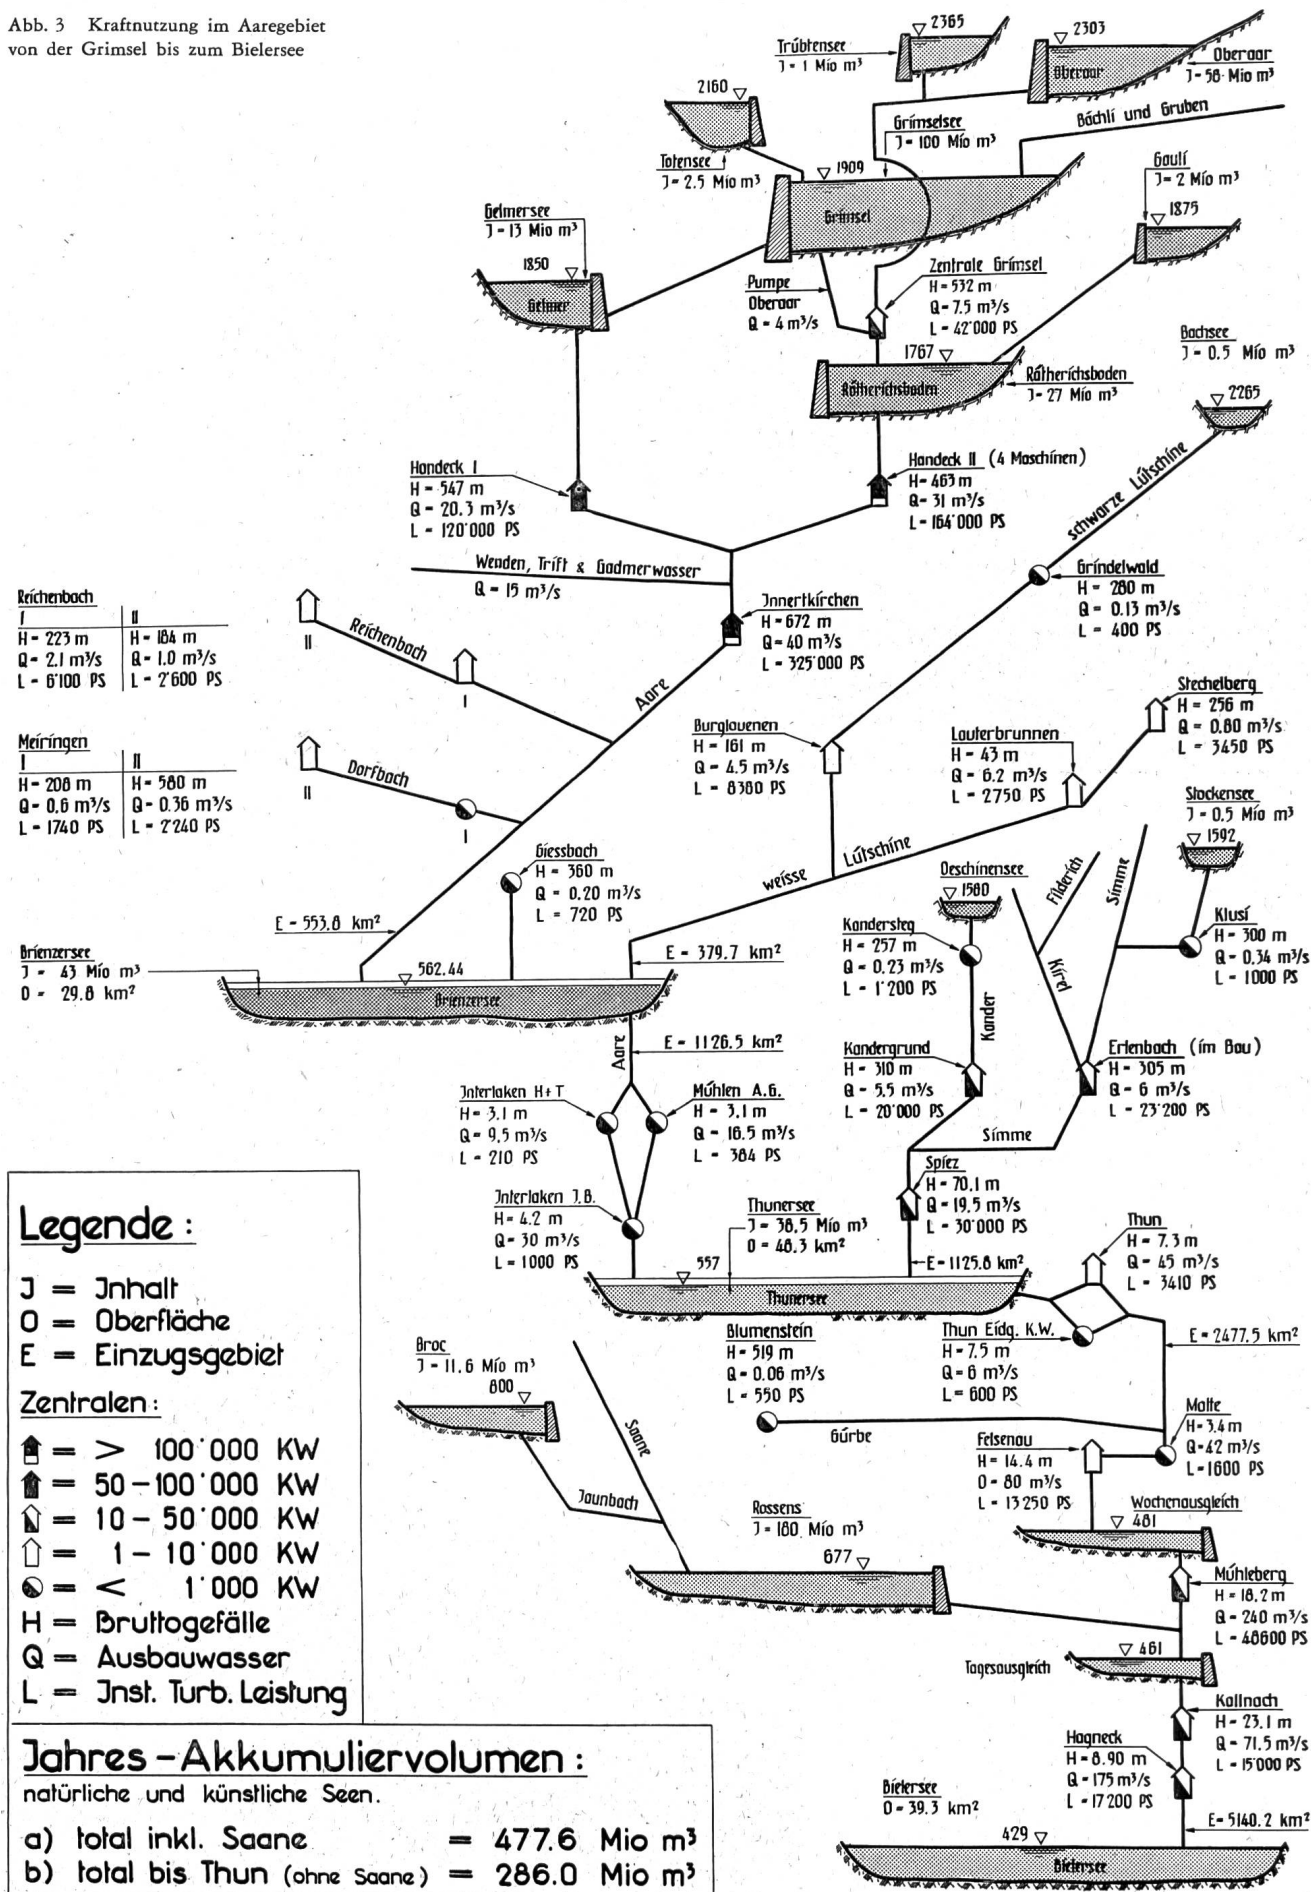 Abb. 3 Kraftnutzung im Aaregebiet
von der Grimsel bis zum Bielersee
Trübtensee
J = 1 Mio m³
2365
2303
Oberaar
Oberaar
J = 58 Mio m³
2160
Totensee
J = 2.5 Mio m³
Grimselsee
J = 100 Mio m³
Bächli und Gruben
1909
Grimsel
Gauli
J = 2 Mio m³
1875
Gelmersee
J = 13 Mio m³
1850
Gelmer
Pumpe
Oberaar
Q = 4 m³/s
Zentrale Grimsel
H = 532 m
Q = 7.5 m³/s
L = 42'000 PS
1767
Rätherichsboden
Rätherichsboden
J = 27 Mio m³
Bachsee
J = 0.5 Mio m³
2265
schwarze Lütschine
Handeck I
H = 547 m
Q = 20.3 m³/s
L = 120'000 PS
Handeck II (4 Maschinen)
H = 463 m
Q = 31 m³/s
L = 164'000 PS
Wenden, Trift & Gadmerwasser
Q = 15 m³/s
Innertkirchen
H = 672 m
Q = 40 m³/s
L = 325'000 PS
Grindelwald
H = 280 m
Q = 0.13 m³/s
L = 400 PS
Reichenbach
I II
H = 223 m H = 184 m
Q = 2.1 m³/s Q = 1.0 m³/s
L = 6'100 PS L = 2'600 PS
II
Reichenbach
I
Aare
Meiringen
I II
H = 208 m H = 580 m
Q = 0.6 m³/s Q = 0.36 m³/s
L = 1740 PS L = 2'240 PS
II
Dorfbach
I
Burglauenen
H = 161 m
Q = 4.5 m³/s
L = 8380 PS
Lauterbrunnen
H = 43 m
Q = 6.2 m³/s
L = 2750 PS
Stechelberg
H = 256 m
Q = 0.80 m³/s
L = 3450 PS
weisse Lütschine
Giessbach
H = 360 m
Q = 0.20 m³/s
L = 720 PS
Stockensee
J = 0.5 Mio m³
1592
Oeschinensee
1580
Filderich
Simme
Kirel
Klusi
H = 300 m
Q = 0.34 m³/s
L = 1000 PS
Kandersteg
H = 257 m
Q = 0.23 m³/s
L = 1'200 PS
Kander
E = 553.8 km²
E = 379.7 km²
Brienzersee
J = 43 Mio m³
O = 29.8 km²
562.44
Brienzersee
Aare
E = 1126.5 km²
Kandergrund
H = 310 m
Q = 5.5 m³/s
L = 20'000 PS
Erlenbach (im Bau)
H = 305 m
Q = 6 m³/s
L = 23'200 PS
Simme
Interlaken H+T
H = 3.1 m
Q = 9,5 m³/s
L = 210 PS
Mühlen A.G.
H = 3.1 m
Q = 18.5 m³/s
L = 384 PS
Interlaken J.B.
H = 4.2 m
Q = 30 m³/s
L = 1000 PS
Spiez
H = 70.1 m
Q = 19.5 m³/s
L = 30'000 PS
Thunersee
J = 38,5 Mio m³
O = 48.3 km²
557
Thunersee
E = 1125.8 km²
Thun
H = 7.3 m
Q = 45 m³/s
L = 3410 PS
Thun Eidg. K.W.
H = 7.5 m
Q = 6 m³/s
L = 600 PS
E = 2477.5 km²
Blumenstein
H = 519 m
Q = 0.06 m³/s
L = 550 PS
Gürbe
Matte
H = 3.4 m
Q = 42 m³/s
L = 1600 PS
Felsenau
H = 14.4 m
O = 80 m³/s
L = 13'250 PS
Broc
J = 11.6 Mio m³
800
Saane
Jaunbach
Rossens
J = 180 Mio m³
677
Wochenausgleich
481
Mühleberg
H = 18.2 m
Q = 240 m³/s
L = 48600 PS
Tagesausgleich
461
Kallnach
H = 23.1 m
Q = 71.5 m³/s
L = 15'000 PS
Hagneck
H = 8.90 m
Q = 175 m³/s
L = 17'200 PS
Bielersee
O = 39.3 km²
E = 5140.2 km²
429
Bielersee
Legende :
J = Inhalt
O = Oberfläche
E = Einzugsgebiet
Zentralen :
= > 100'000 KW
= 50 – 100'000 KW
= 10 – 50'000 KW
= 1 – 10'000 KW
= < 1'000 KW
H = Bruttogefälle
Q = Ausbauwasser
L = Inst. Turb. Leistung
Jahres – Akkumuliervolumen :
natürliche und künstliche Seen.
a) total inkl. Saane = 477.6 Mio m³
b) total bis Thun (ohne Saane) = 286.0 Mio m³